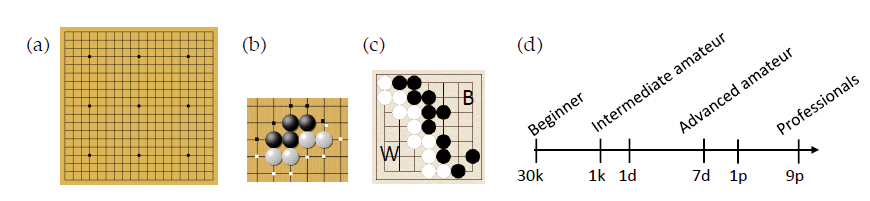 (a)
(b)
(c)
(d)
B
W
Beginner
Intermediate amateur
Advanced amateur
Professionals
30k
1k
1d
7d
1p
9p